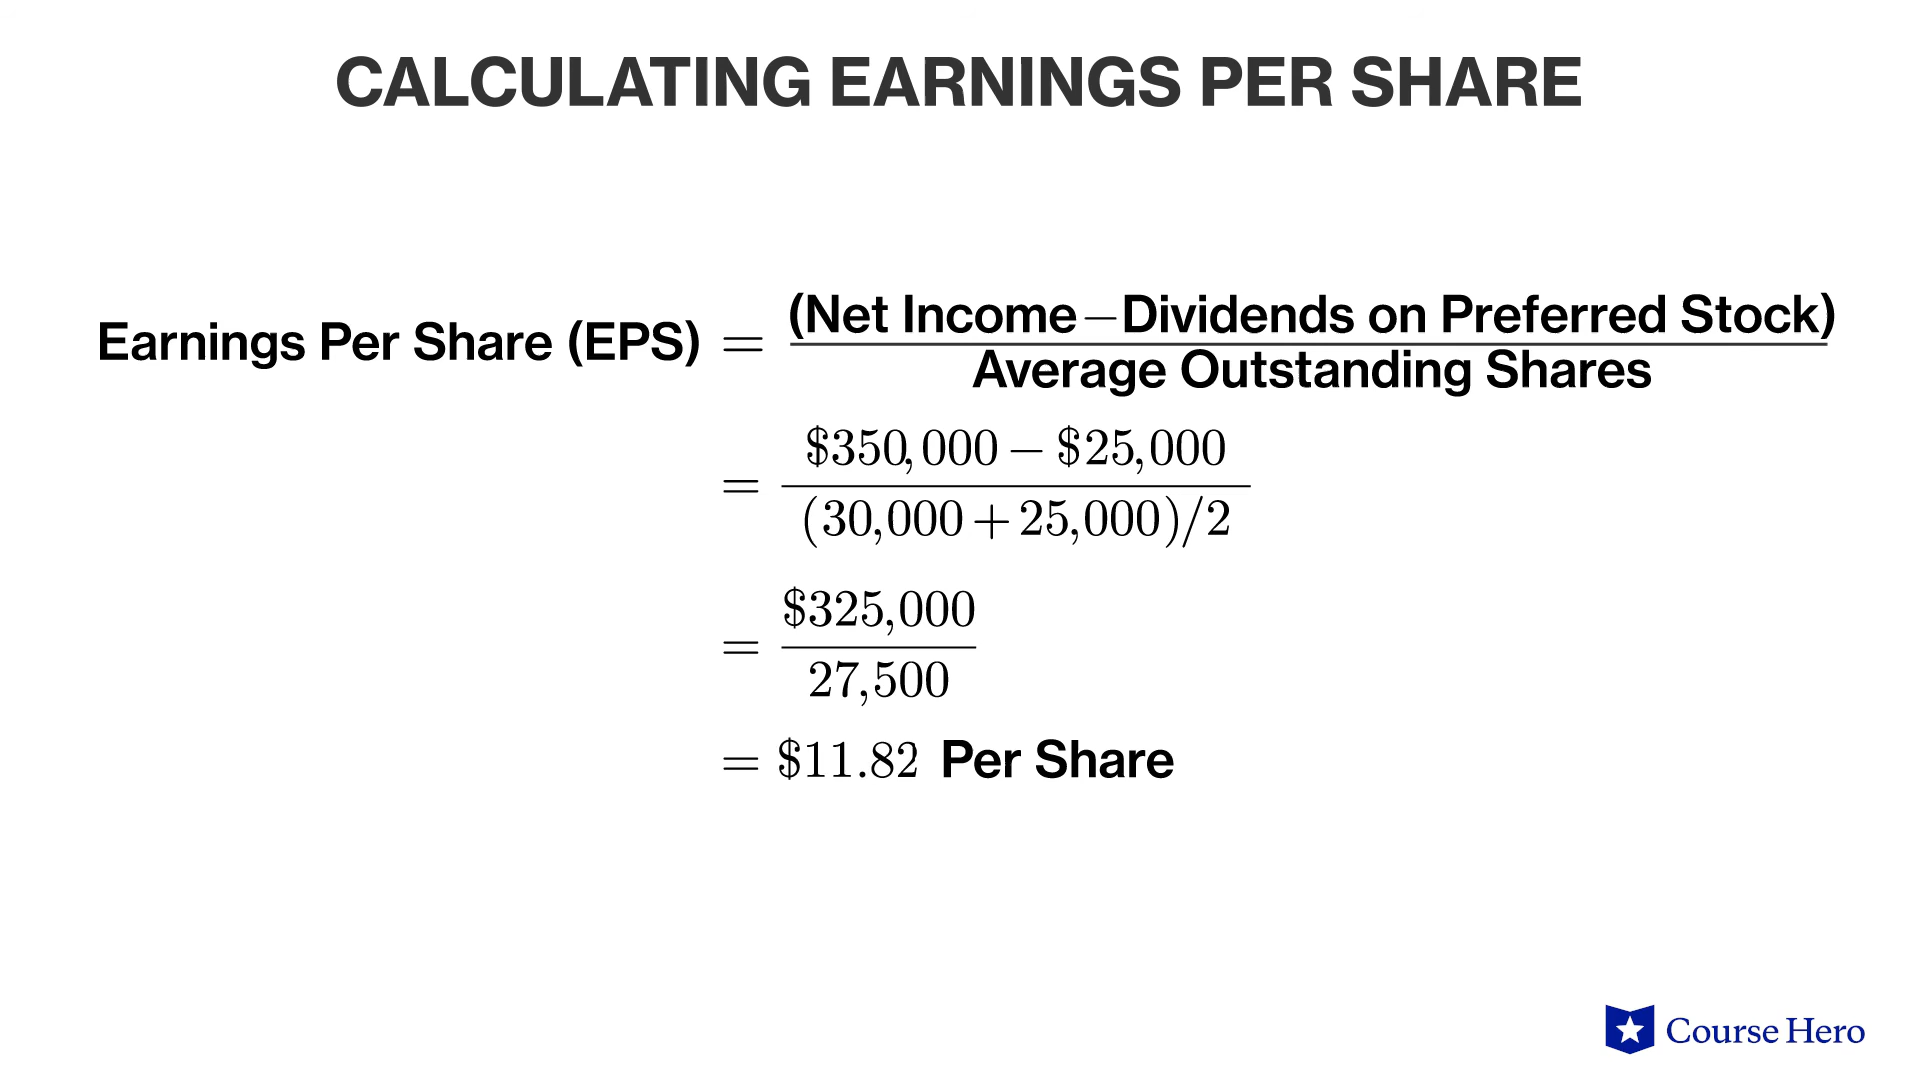 CALCULATING EARNINGS PER SHARE
Earnings Per Share (EPS) = (Net Income − Dividends on Preferred Stock)
Average Outstanding Shares
= $350,000 − $25,000
(30,000 + 25,000)/2
= $325,000
27,500
= $11.82 Per Share
Course Hero